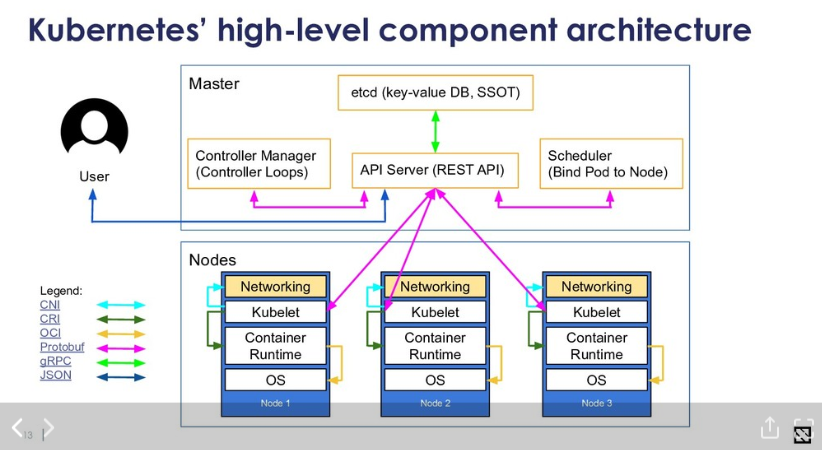 Kubernetes’ high-level component architecture
Master
etcd (key-value DB, SSOT)
User
Controller Manager
(Controller Loops)
API Server (REST API)
Scheduler
(Bind Pod to Node)
Nodes
Legend:
CNI
CRI
OCI
Protobuf
gRPC
JSON
Networking
Kubelet
Container
Runtime
OS
Node 1
Networking
Kubelet
Container
Runtime
OS
Node 2
Networking
Kubelet
Container
Runtime
OS
Node 3
13